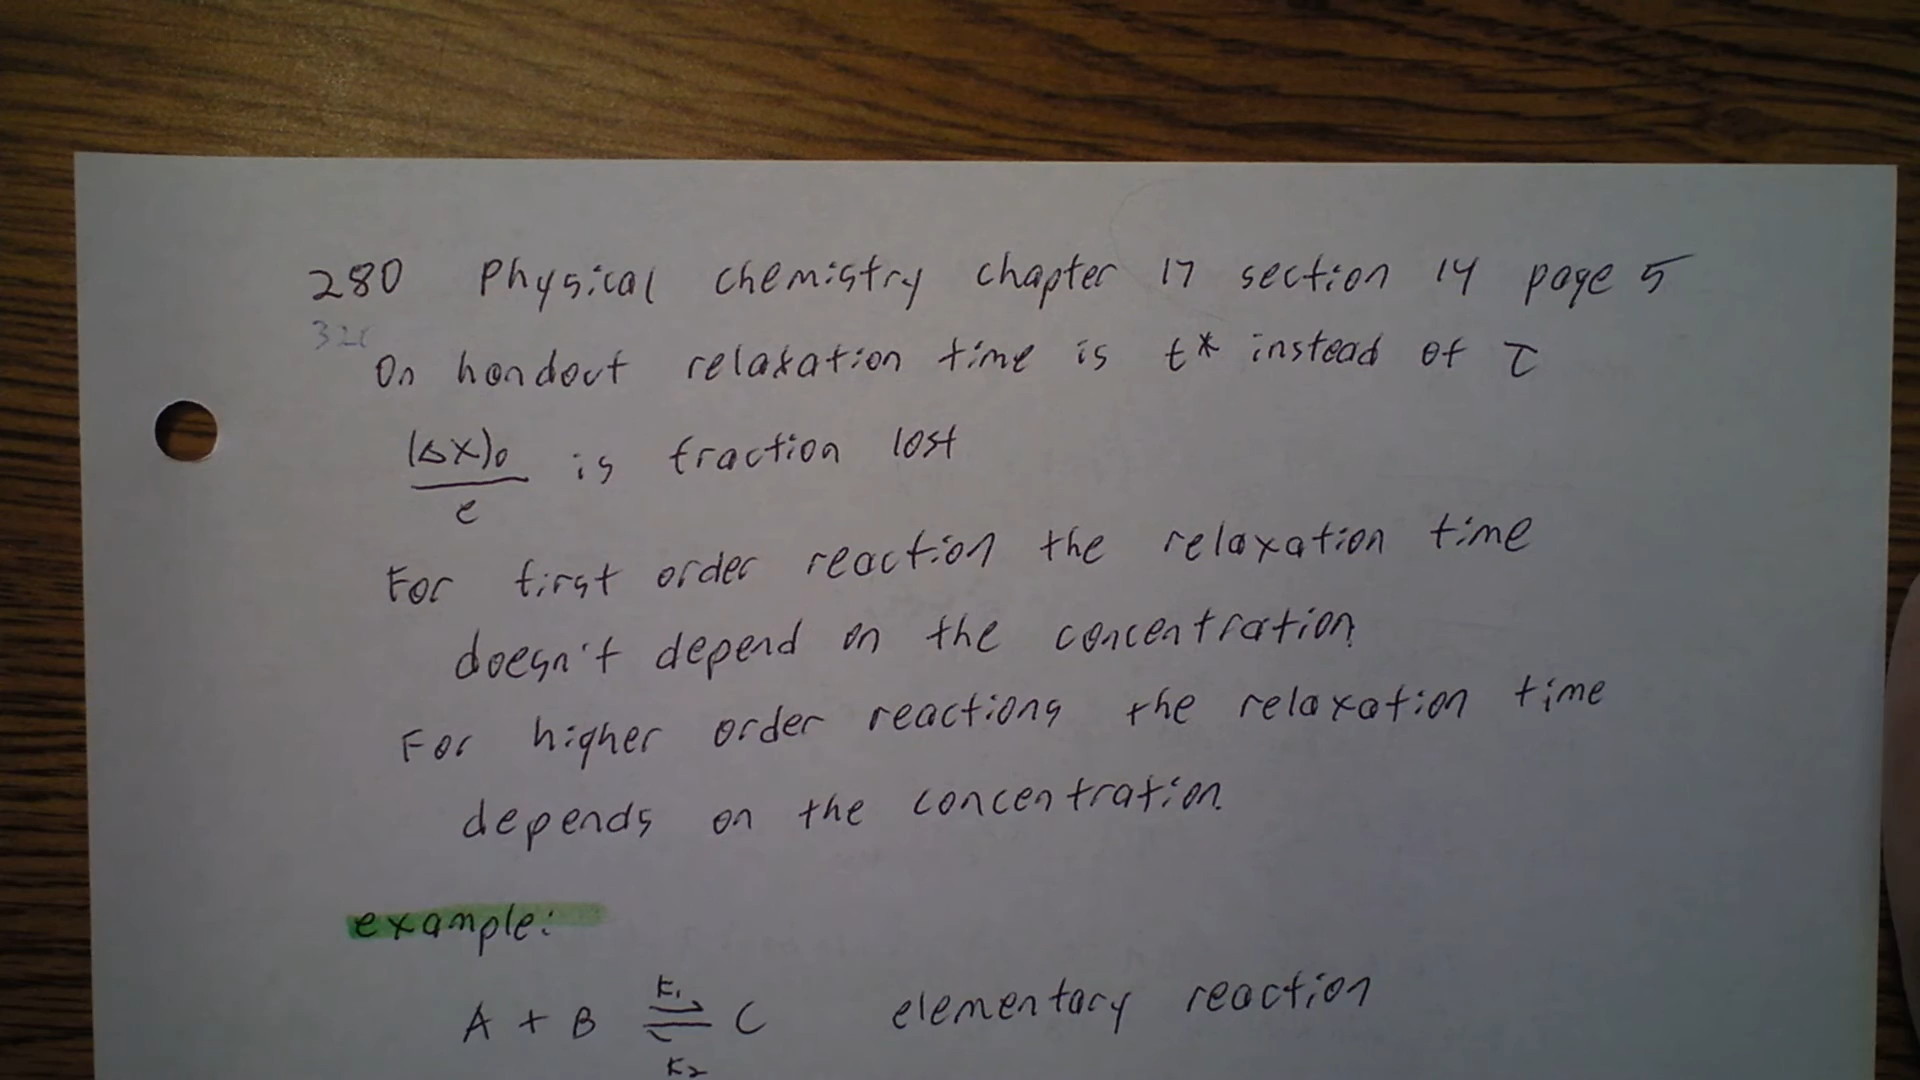 280 Physical chemistry chapter 17 section 14 page 5
On handout relaxation time is t* instead of τ
(Δx)₀
e
is fraction lost
For first order reaction the relaxation time
doesn't depend on the concentration.
For higher order reactions the relaxation time
depends on the concentration.
example:
k₁
A + B ⇌ C elementary reaction
k₂